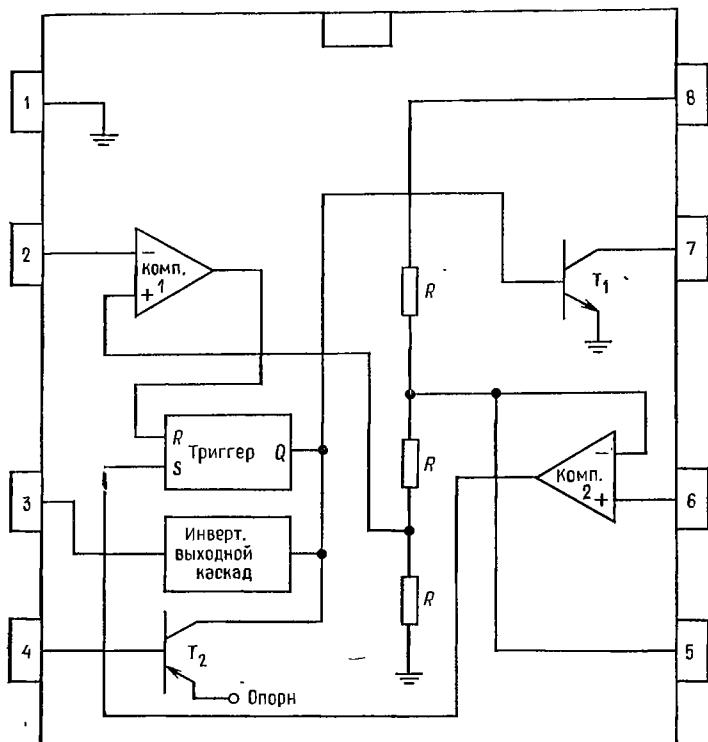 1
8
2
−
Комп.
1
+
7
T1
R
R
S
Триггер
Q
R
−
Комп.
2
+
6
3
Инверт.
выходной
каскад
R
4
T2
Опорн
5